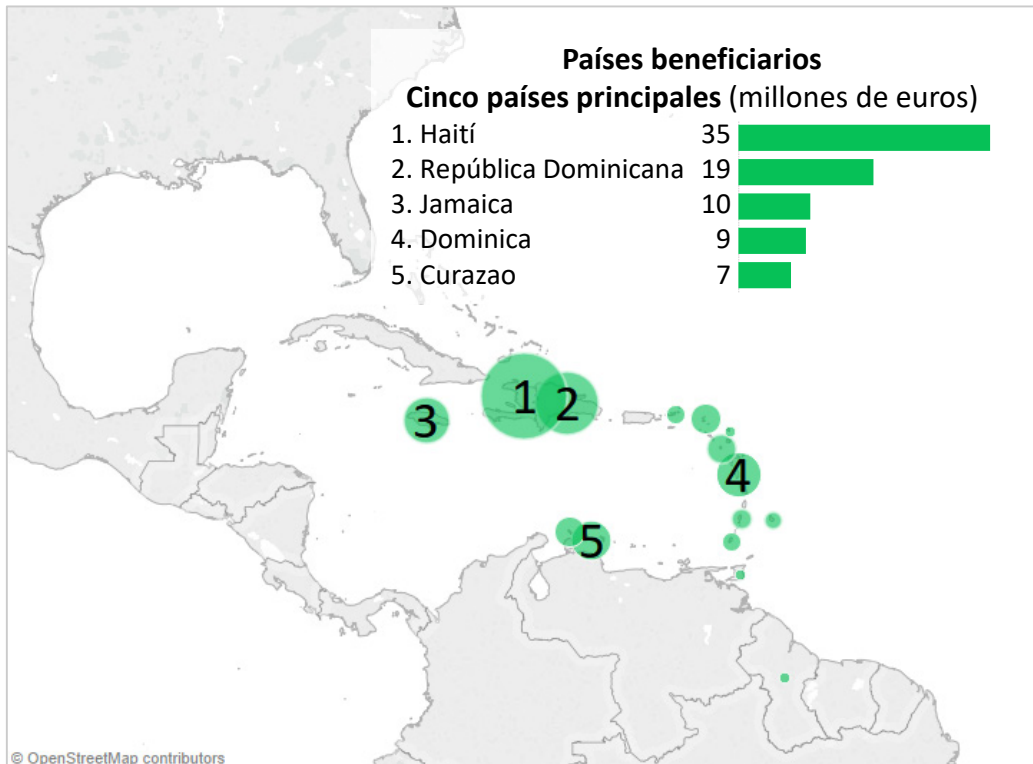 Países beneficiarios
Cinco países principales (millones de euros)
1. Haití 35
2. República Dominicana 19
3. Jamaica 10
4. Dominica 9
5. Curazao 7
1
2
3
4
5
© OpenStreetMap contributors